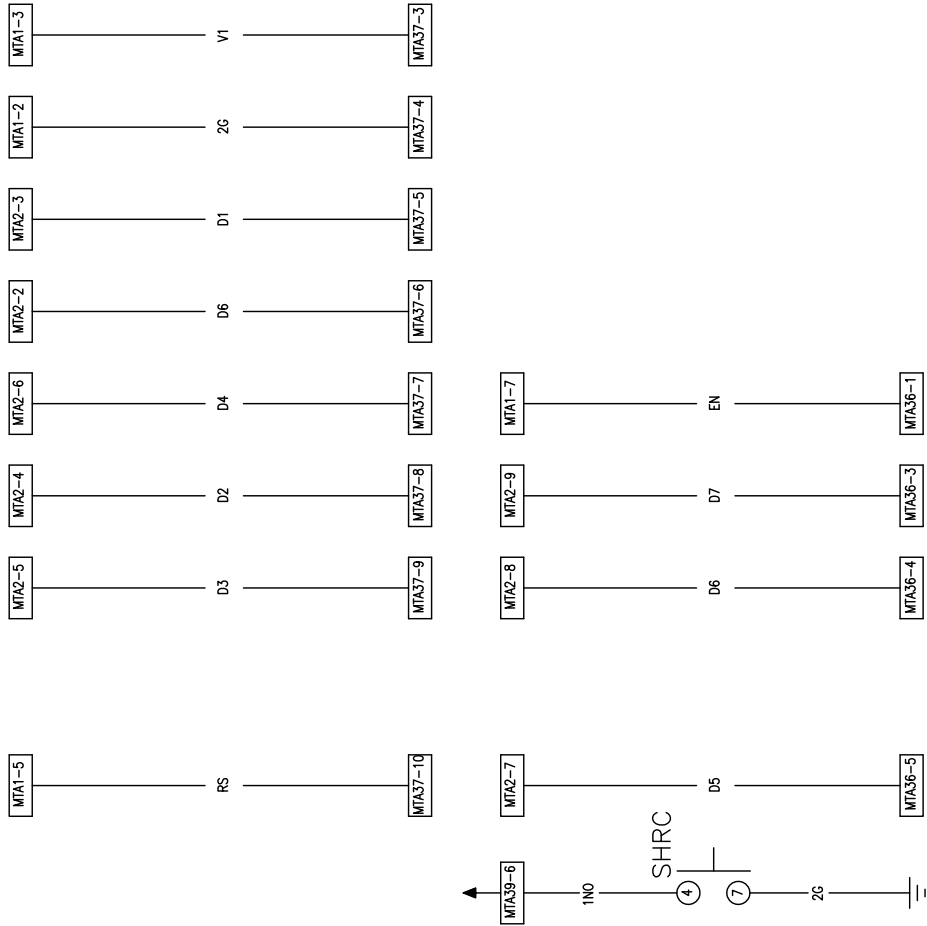 MTA1-3
V1
MTA37-3
MTA1-2
2G
MTA37-4
MTA2-3
D1
MTA37-5
MTA2-2
D6
MTA37-6
MTA2-6
D4
MTA37-7
MTA1-7
EN
MTA36-1
MTA2-4
D2
MTA37-8
MTA2-9
D7
MTA36-3
MTA2-5
D3
MTA37-9
MTA2-8
D6
MTA36-4
MTA1-5
RS
MTA37-10
MTA2-7
D5
MTA36-5
SHRC
MTA39-6
1NO
4
7
2G